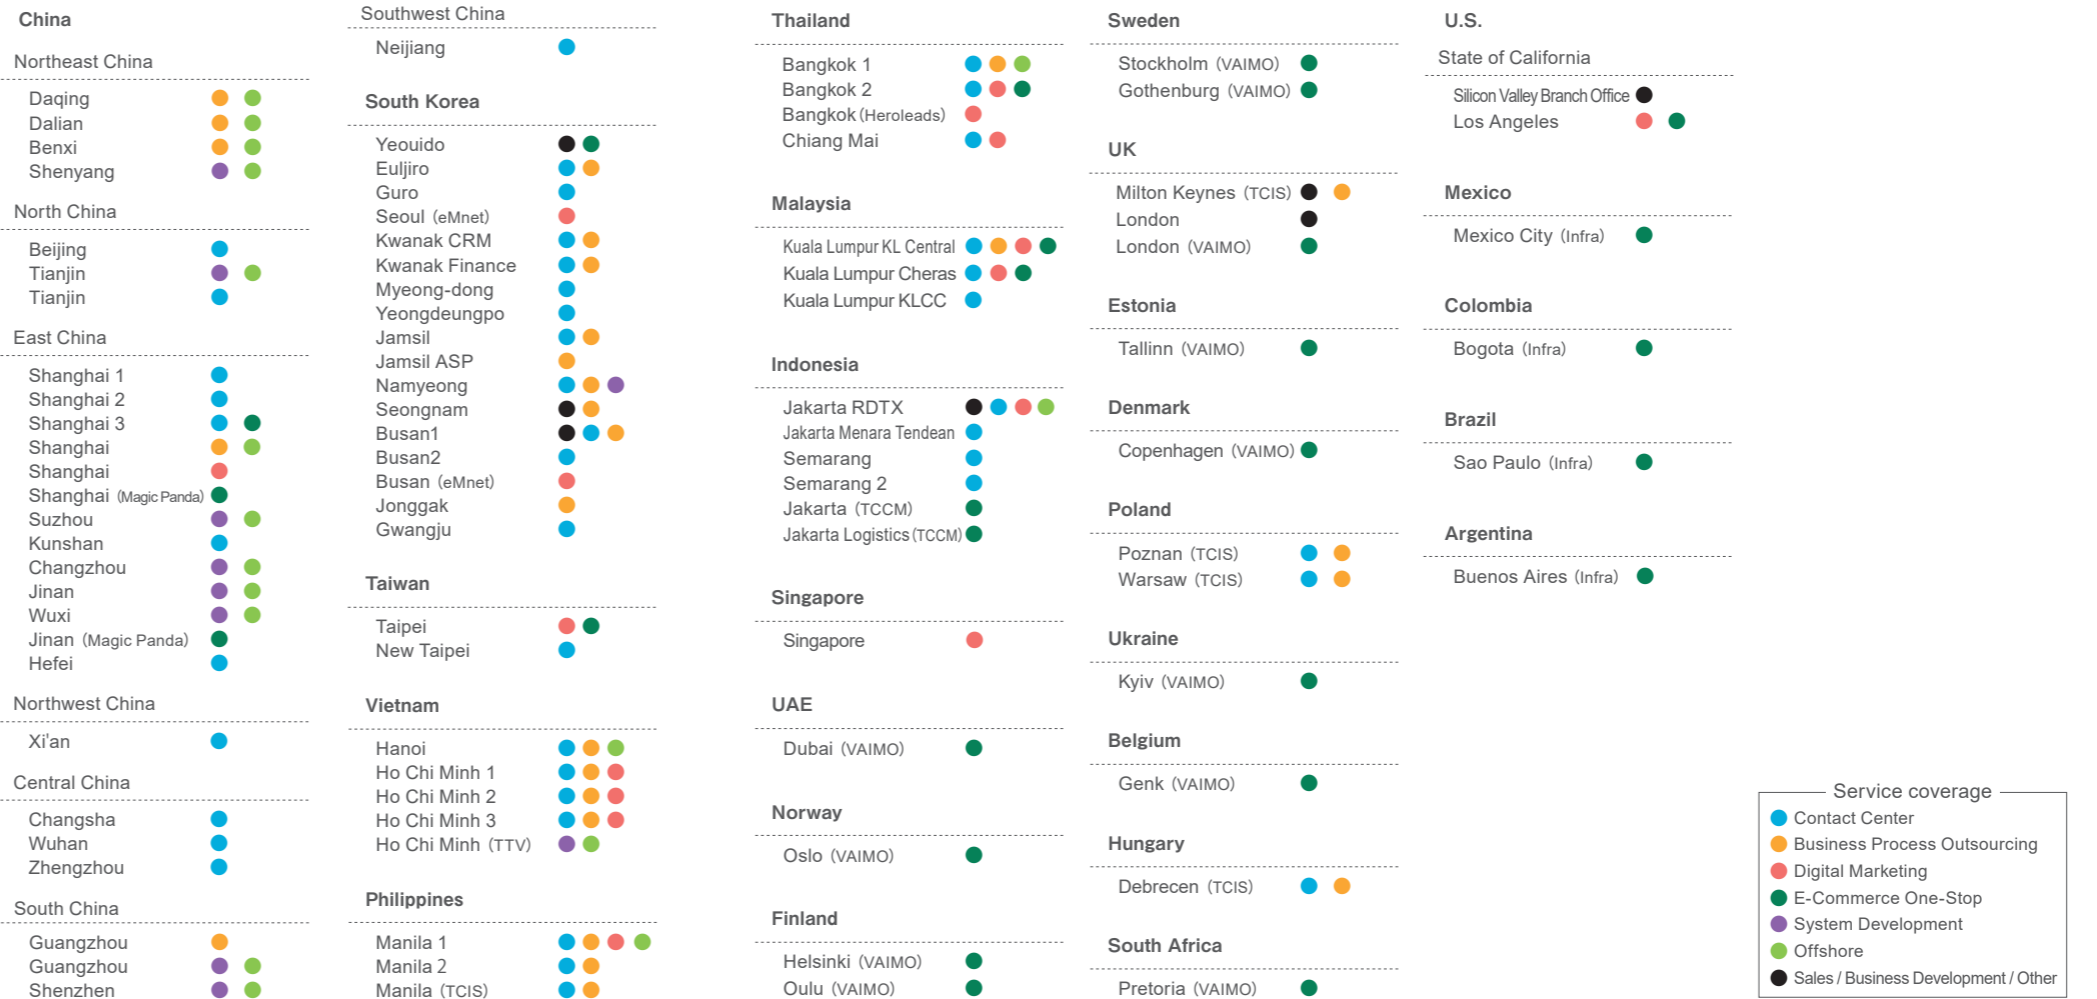 China
Northeast China
Daqing
Dalian
Benxi
Shenyang
North China
Beijing
Tianjin
Tianjin
East China
Shanghai 1
Shanghai 2
Shanghai 3
Shanghai
Shanghai
Shanghai (Magic Panda)
Suzhou
Kunshan
Changzhou
Jinan
Wuxi
Jinan (Magic Panda)
Hefei
Northwest China
Xi'an
Central China
Changsha
Wuhan
Zhengzhou
South China
Guangzhou
Guangzhou
Shenzhen
Southwest China
Neijiang
South Korea
Yeouido
Euljiro
Guro
Seoul (eMnet)
Kwanak CRM
Kwanak Finance
Myeong-dong
Yeongdeungpo
Jamsil
Jamsil ASP
Namyeong
Seongnam
Busan1
Busan2
Busan (eMnet)
Jonggak
Gwangju
Taiwan
Taipei
New Taipei
Vietnam
Hanoi
Ho Chi Minh 1
Ho Chi Minh 2
Ho Chi Minh 3
Ho Chi Minh (TTV)
Philippines
Manila 1
Manila 2
Manila (TCIS)
Thailand
Bangkok 1
Bangkok 2
Bangkok (Heroleads)
Chiang Mai
Malaysia
Kuala Lumpur KL Central
Kuala Lumpur Cheras
Kuala Lumpur KLCC
Indonesia
Jakarta RDTX
Jakarta Menara Tendean
Semarang
Semarang 2
Jakarta (TCCM)
Jakarta Logistics (TCCM)
Singapore
Singapore
UAE
Dubai (VAIMO)
Norway
Oslo (VAIMO)
Finland
Helsinki (VAIMO)
Oulu (VAIMO)
Sweden
Stockholm (VAIMO)
Gothenburg (VAIMO)
UK
Milton Keynes (TCIS)
London
London (VAIMO)
Estonia
Tallinn (VAIMO)
Denmark
Copenhagen (VAIMO)
Poland
Poznan (TCIS)
Warsaw (TCIS)
Ukraine
Kyiv (VAIMO)
Belgium
Genk (VAIMO)
Hungary
Debrecen (TCIS)
South Africa
Pretoria (VAIMO)
U.S.
State of California
Silicon Valley Branch Office
Los Angeles
Mexico
Mexico City (Infra)
Colombia
Bogota (Infra)
Brazil
Sao Paulo (Infra)
Argentina
Buenos Aires (Infra)
Service coverage
Contact Center
Business Process Outsourcing
Digital Marketing
E-Commerce One-Stop
System Development
Offshore
Sales / Business Development / Other